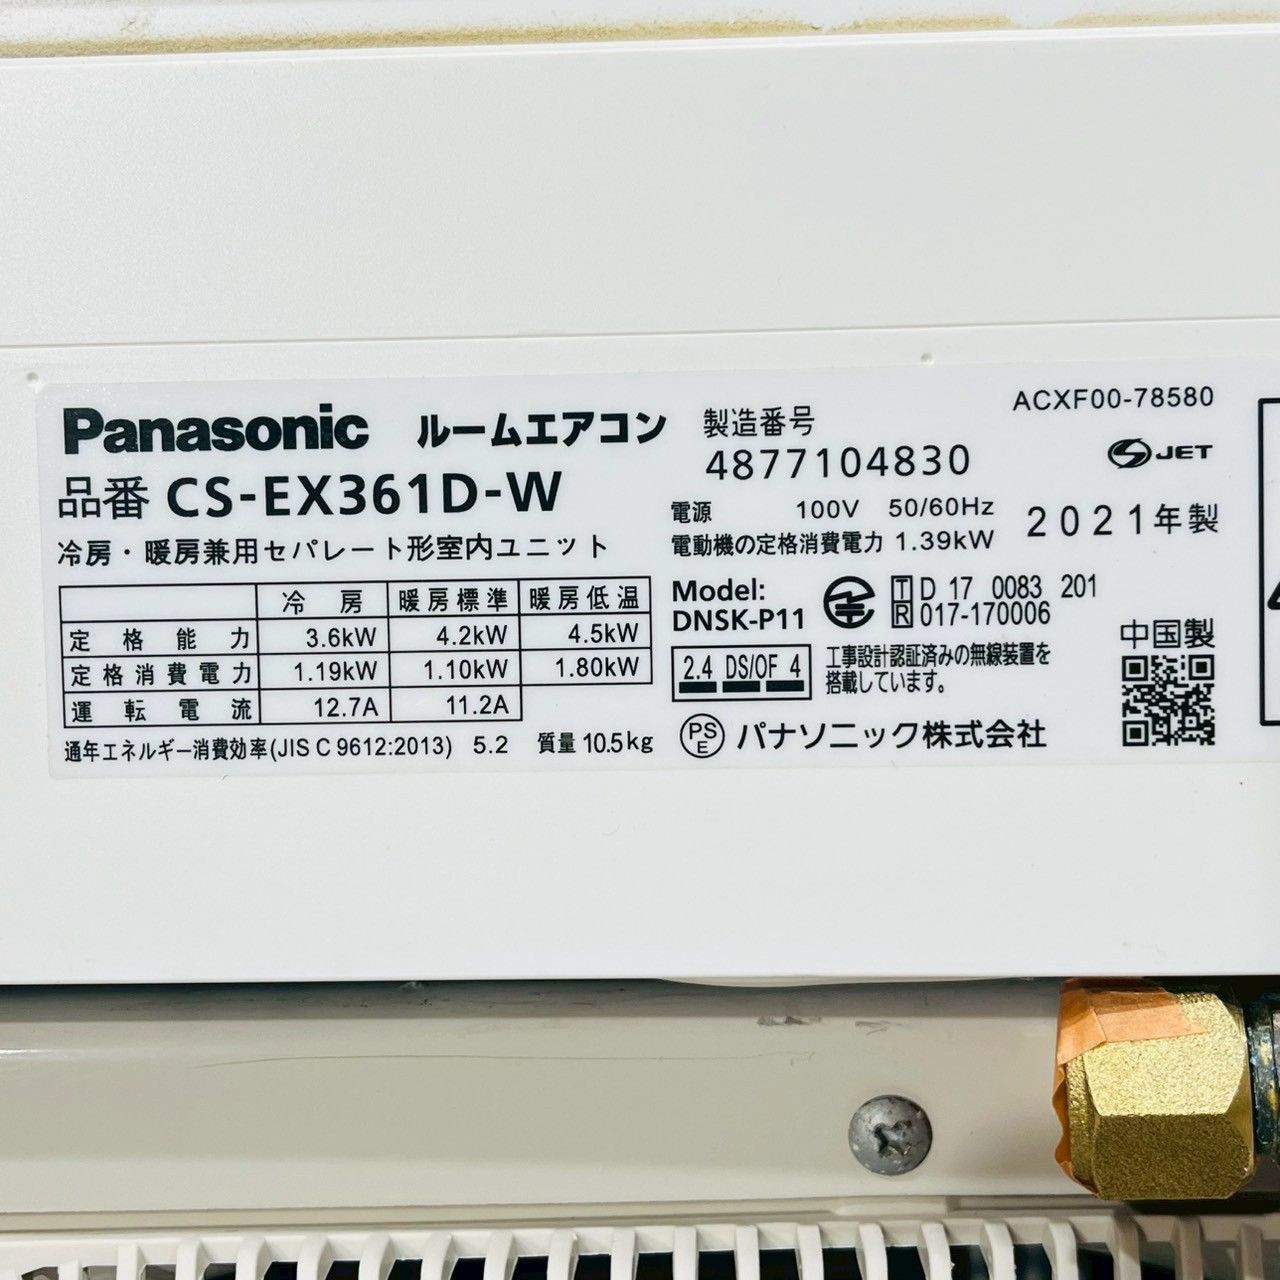 Panasonic ルームエアコン
品番 CS-EX361D-W
冷房・暖房兼用セパレート形室内ユニット
冷房 暖房標準 暖房低温
定格能力 3.6kW 4.2kW 4.5kW
定格消費電力 1.19kW 1.10kW 1.80kW
運転電流 12.7A 11.2A
通年エネルギー消費効率(JIS C 9612:2013) 5.2 質量 10.5kg
製造番号
4877104830
電源 100V 50/60Hz
電動機の定格消費電力 1.39kW
Model:
DNSK-P11
T D 17 0083 201
R 017-170006
2.4 DS/OF 4
工事設計認証済みの無線装置を
搭載しています。
PS
E
パナソニック株式会社
ACXF00-78580
JET
2021年製
中国製